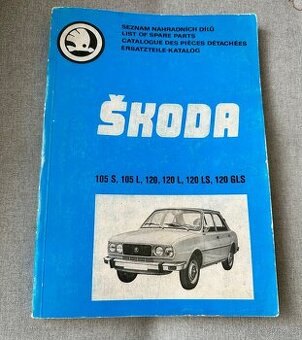 SEZNAM NÁHRADNÍCH DÍLŮ
LIST OF SPARE PARTS
CATALOGUE DES PIÈCES DÉTACHÉES
ERSATZTEILE-KATALOG
ŠKODA
105 S, 105 L, 120, 120 L, 120 LS, 120 GLS